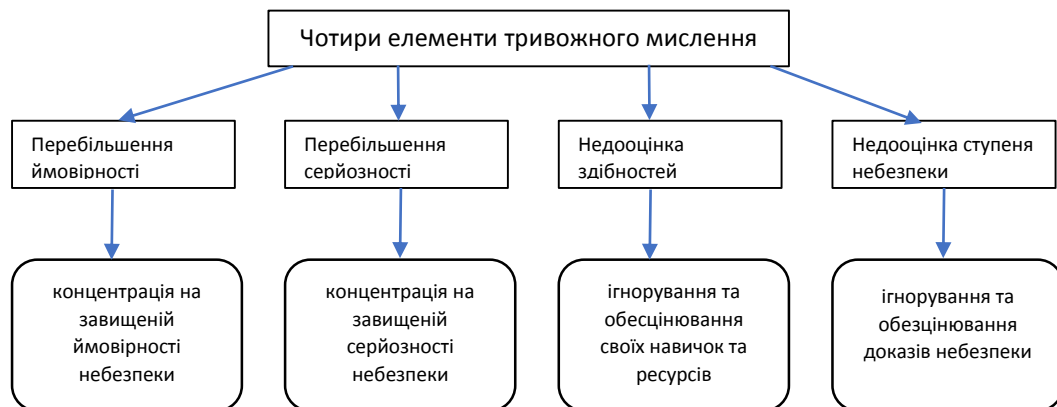 Чотири елементи тривожного мислення
Перебільшення
ймовірності
Перебільшення
серйозності
Недооцінка
здібностей
Недооцінка ступеня
небезпеки
концентрація на
завищеній
ймовірності
небезпеки
концентрація на
завищеній
серйозності
небезпеки
ігнорування та
обесцінювання
своїх навичок та
ресурсів
ігнорування та
обезцінювання
доказів небезпеки